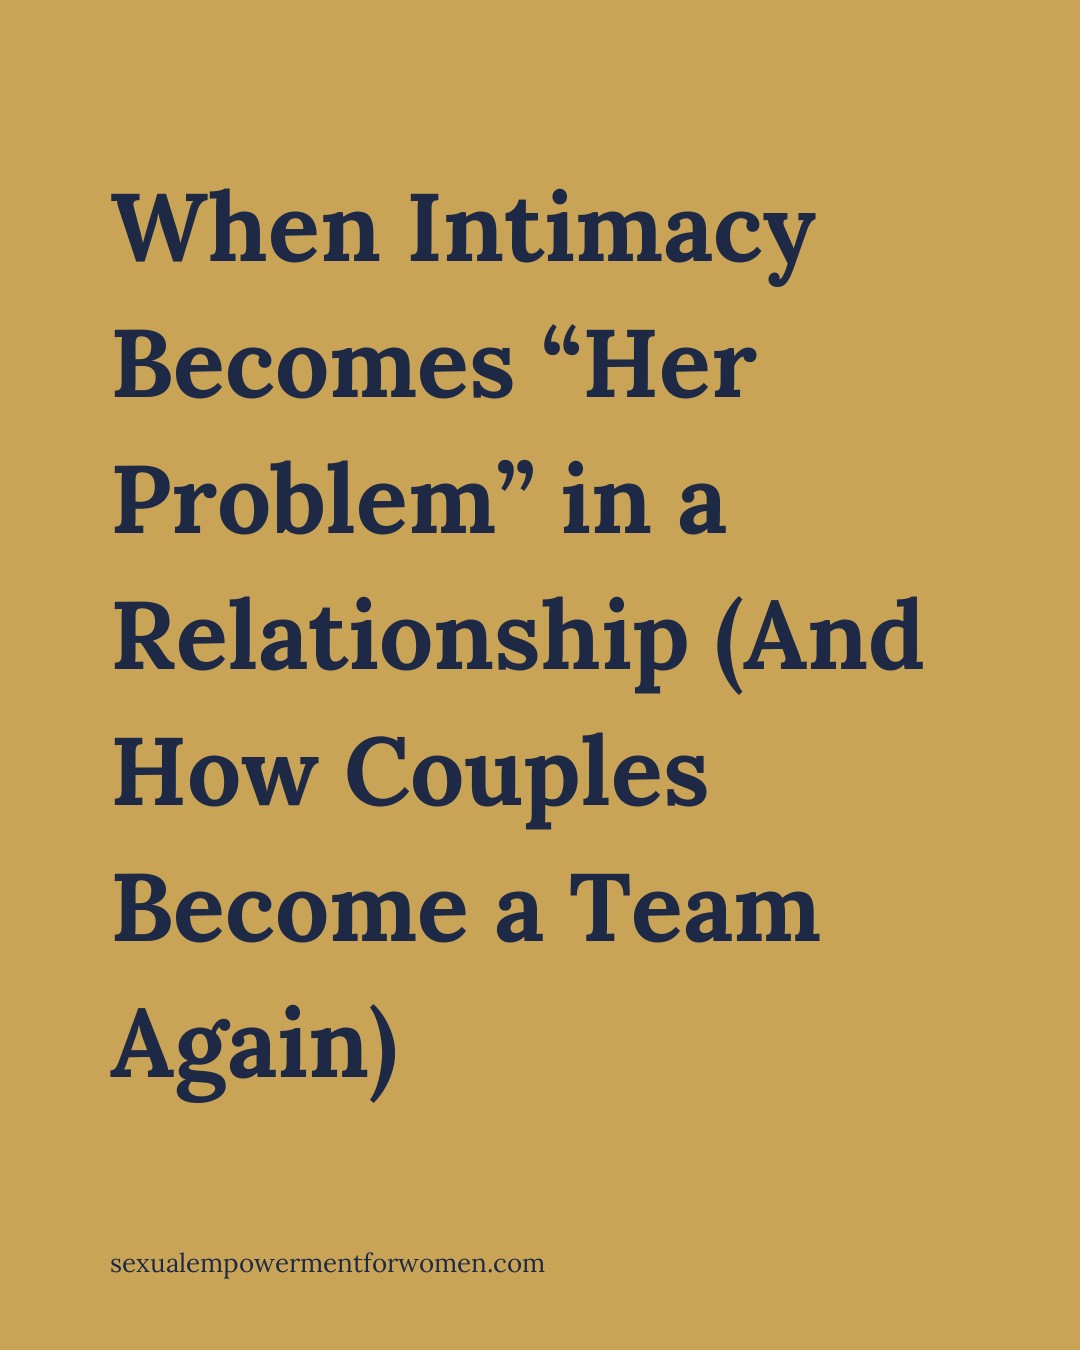 When Intimacy
Becomes “Her
Problem” in a
Relationship (And
How Couples
Become a Team
Again)
sexualempowermentforwomen.com